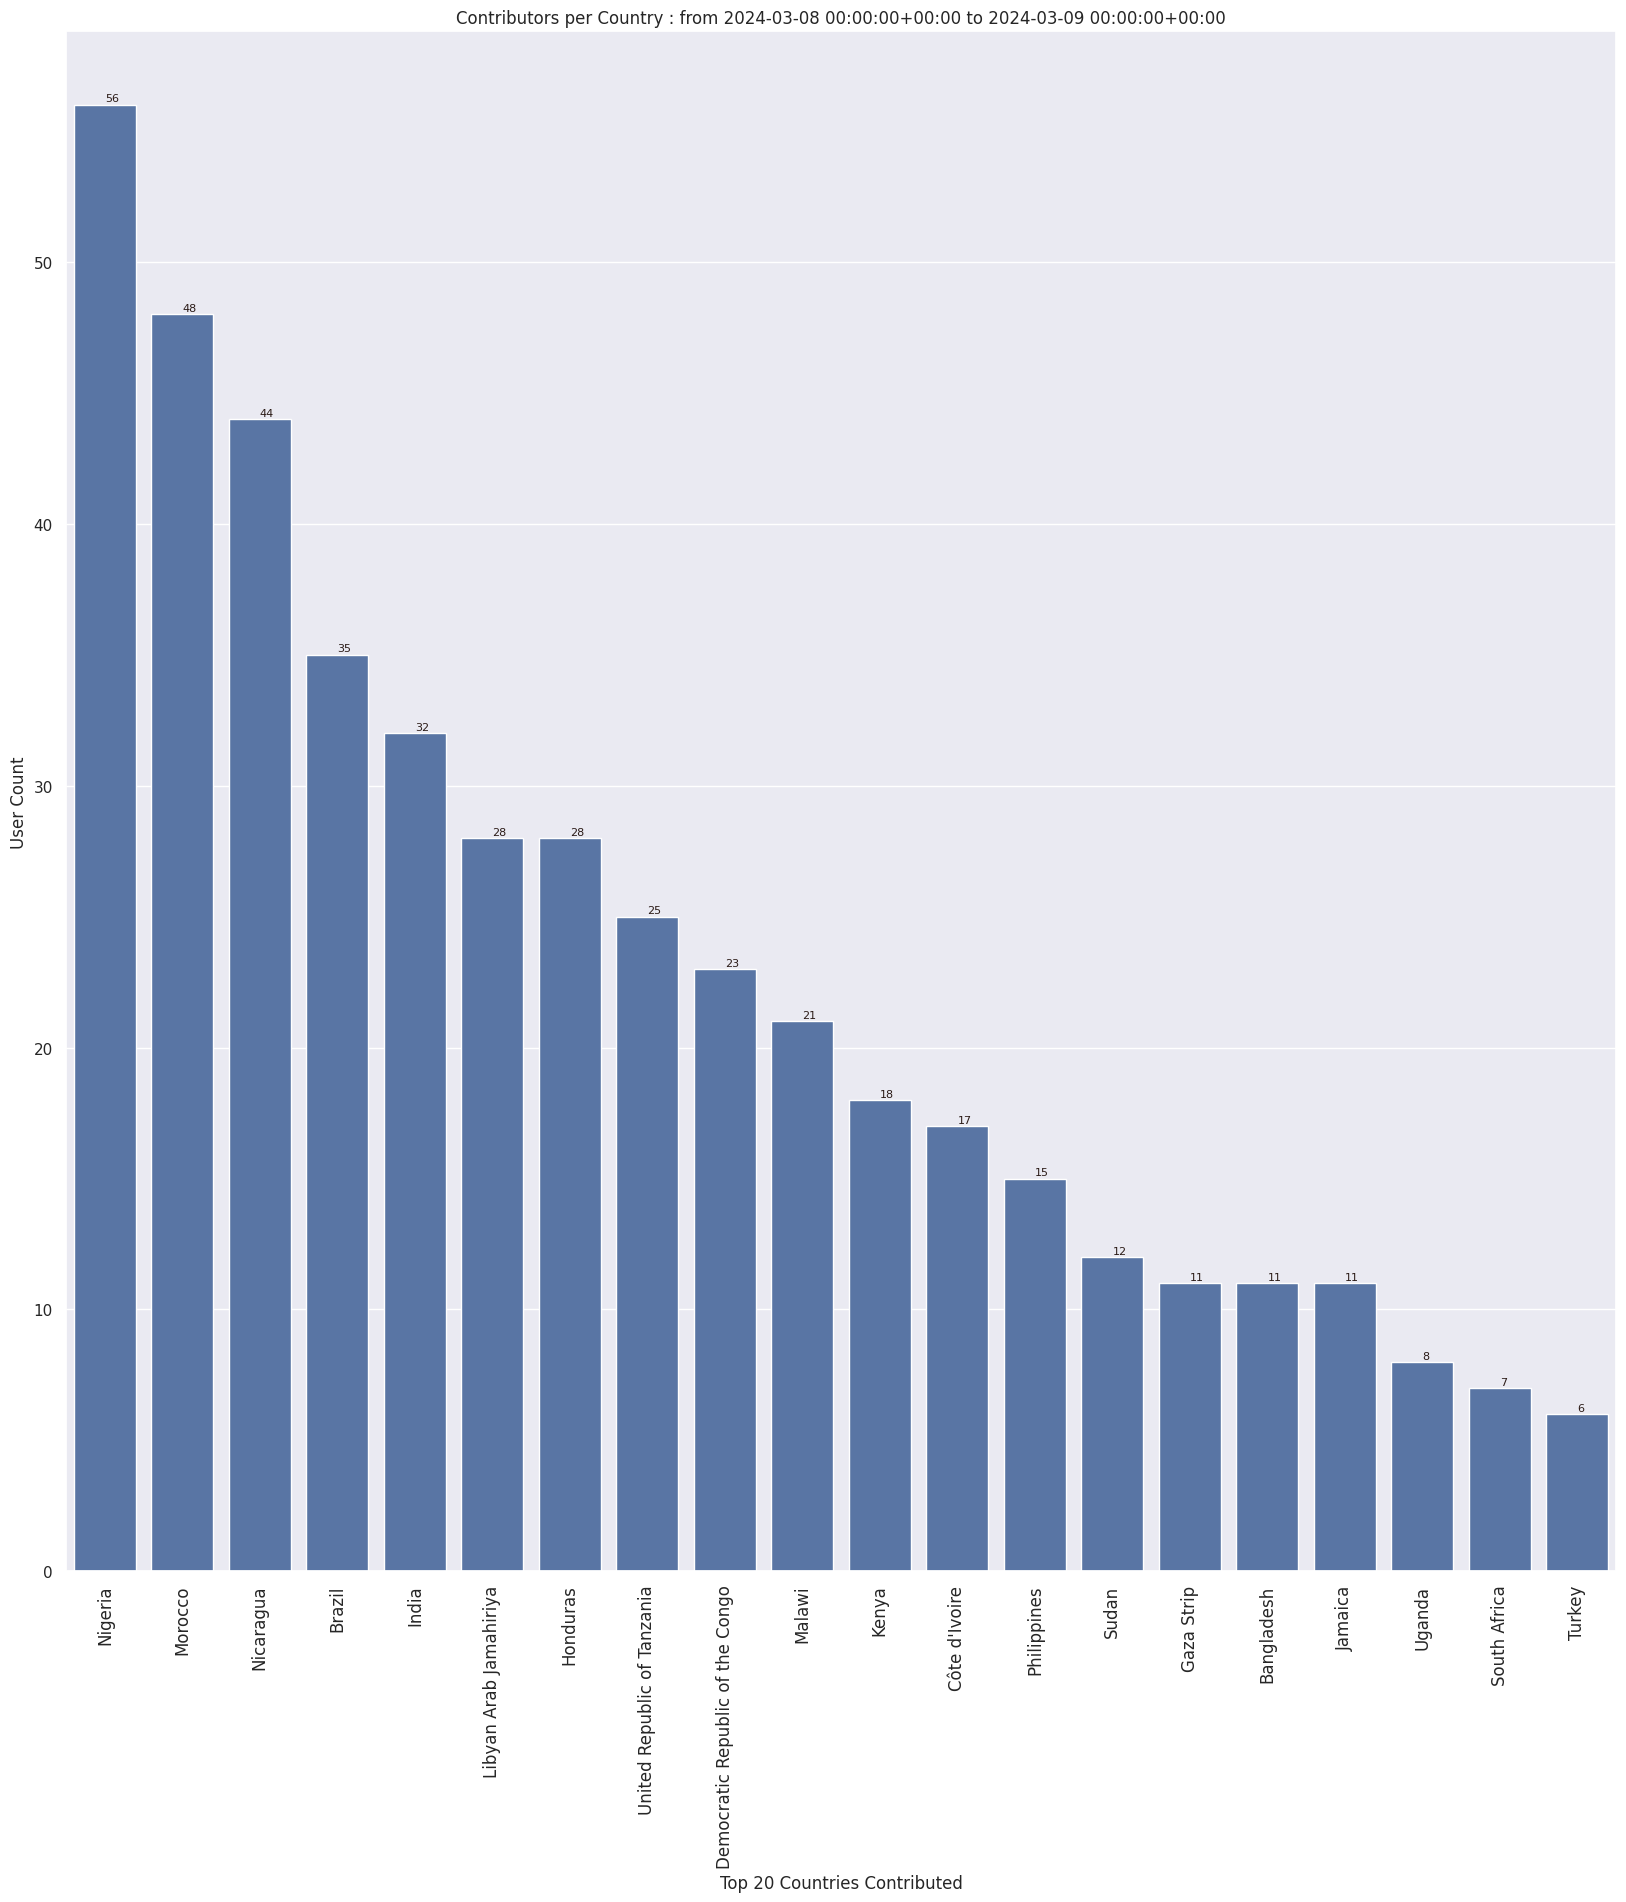 Contributors per Country : from 2024-03-08 00:00:00+00:00 to 2024-03-09 00:00:00+00:00
User Count
50
40
30
20
10
0
56
48
44
35
32
28
28
25
23
21
18
17
15
12
11
11
11
8
7
6
Nigeria
Morocco
Nicaragua
Brazil
India
Libyan Arab Jamahiriya
Honduras
United Republic of Tanzania
Democratic Republic of the Congo
Malawi
Kenya
Côte d'Ivoire
Philippines
Sudan
Gaza Strip
Bangladesh
Jamaica
Uganda
South Africa
Turkey
Top 20 Countries Contributed